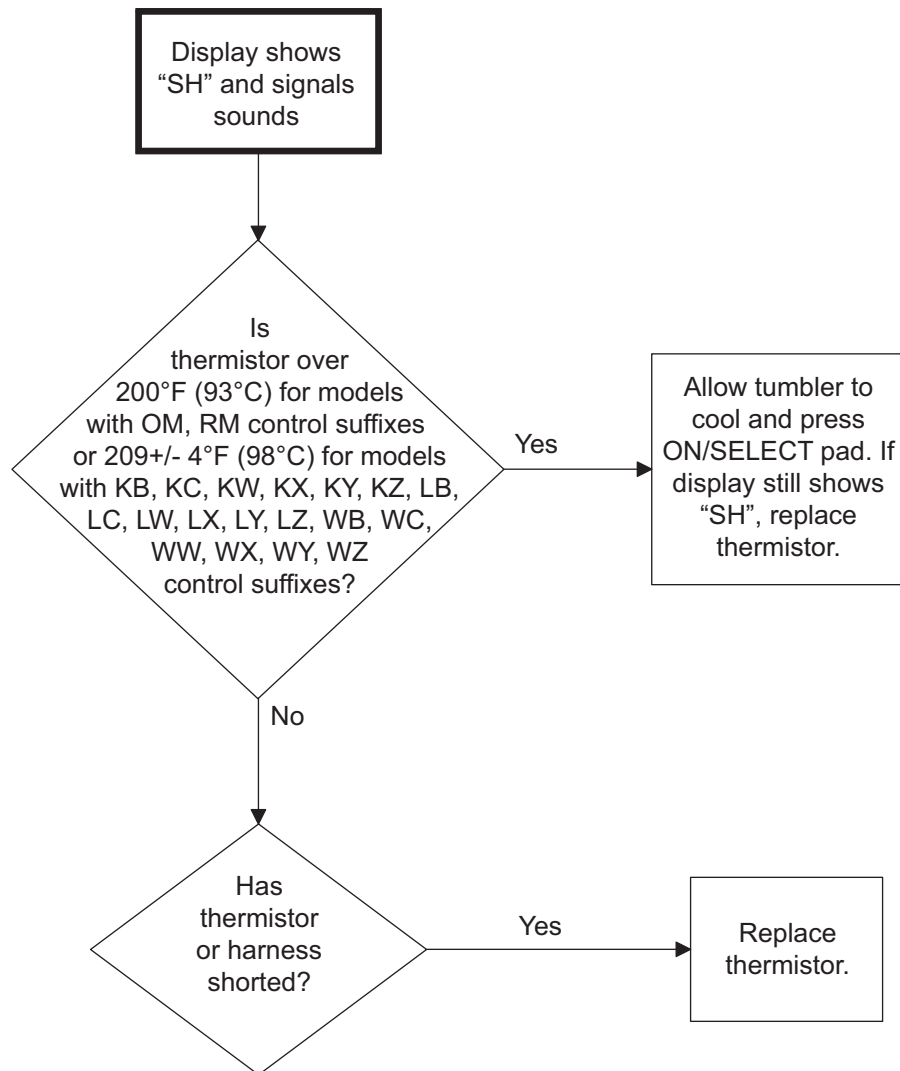 Display shows
“SH” and signals
sounds
Is
thermistor over
200°F (93°C) for models
with OM, RM control suffixes
or 209+/- 4°F (98°C) for models
with KB, KC, KW, KX, KY, KZ, LB,
LC, LW, LX, LY, LZ, WB, WC,
WW, WX, WY, WZ
control suffixes?
Yes
Allow tumbler to
cool and press
ON/SELECT pad. If
display still shows
“SH”, replace
thermistor.
No
Has
thermistor
or harness
shorted?
Yes
Replace
thermistor.